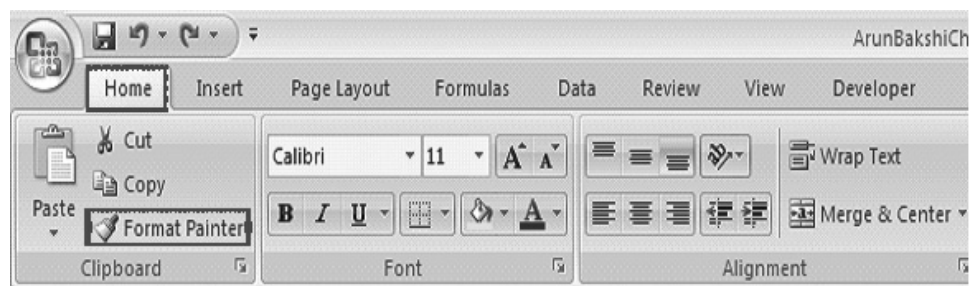 ArunBakshiCh
Home Insert Page Layout Formulas Data Review View Developer
Cut
Calibri 11 A A Wrap Text
Copy
Paste
B I U A Merge & Center
Format Painter
Clipboard Font Alignment